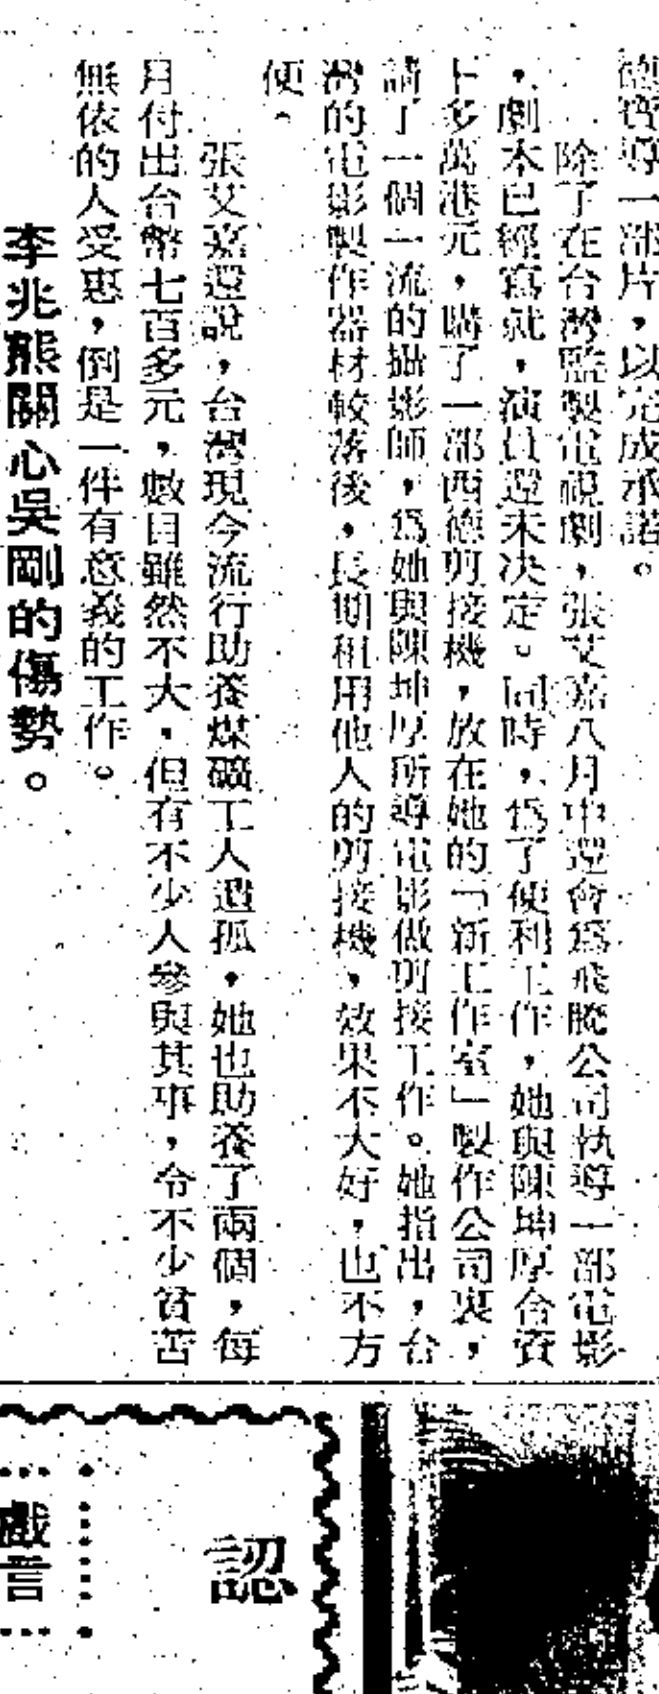 德寶導一部片，以完成承諾。
除了在台灣監製電視劇，張艾嘉八月中還會爲飛騰公司執導一部電影
，劇本已經寫就，演員還未決定。同時，爲了便利工作，她與陳坤厚合資
十多萬港元，購了一部西德剪接機，放在她的「新工作室」製作公司裏，
請了一個一流的攝影師，爲她與陳坤厚所導電影做剪接工作。她指出，台
灣的電影製作器材較落後，長期租用他人的剪接機，效果不大好，也不方
便。
張艾嘉還說，台灣現今流行助養煤礦工人遺孤，她也助養了兩個，每
月付出台幣七百多元，數目雖然不大，但有不少人參與其事，令不少貧苦
無依的人受惠，倒是一件有意義的工作。
李兆熊關心吳剛的傷勢。
認
戲言